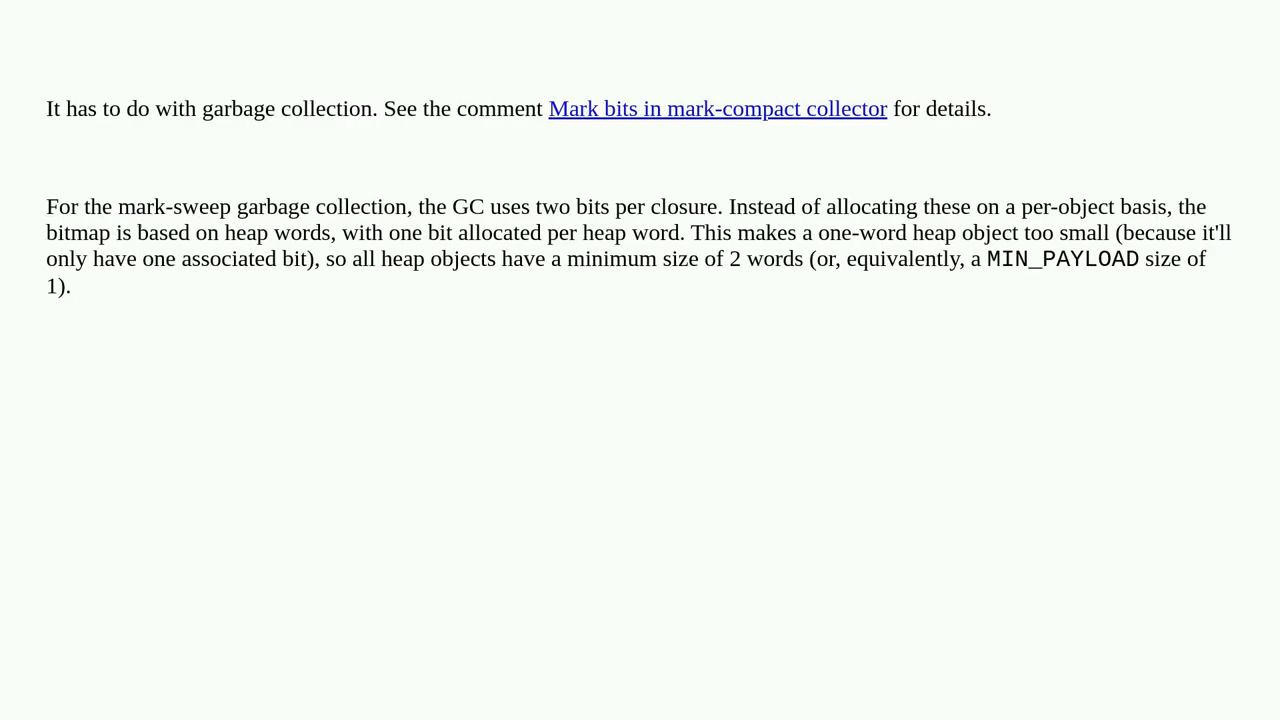 It has to do with garbage collection. See the comment Mark bits in mark-compact collector for details.
For the mark-sweep garbage collection, the GC uses two bits per closure. Instead of allocating these on a per-object basis, the
bitmap is based on heap words, with one bit allocated per heap word. This makes a one-word heap object too small (because it'll
only have one associated bit), so all heap objects have a minimum size of 2 words (or, equivalently, a MIN_PAYLOAD size of
1).